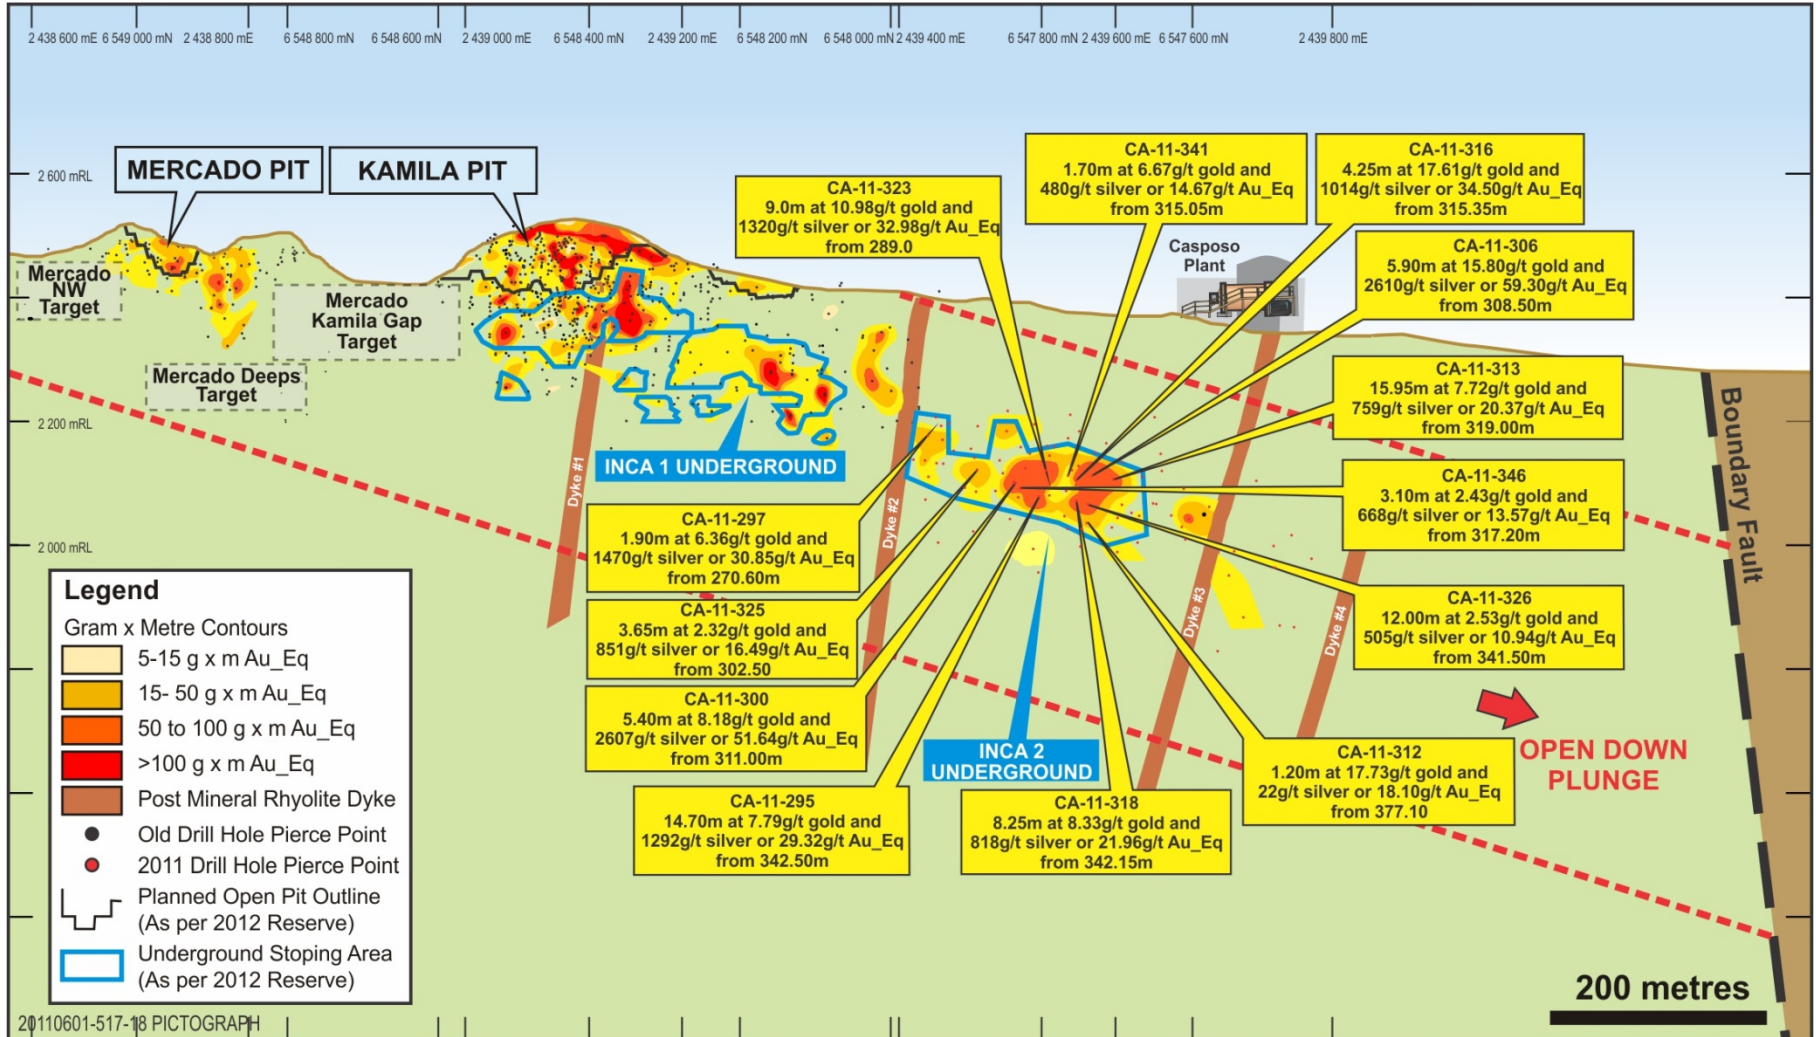 2 438 600 mE 6 549 000 mN 2 438 800 mE 6 548 800 mN 6 548 600 mN 2 439 000 mE 6 548 400 mN 2 439 200 mE 6 548 200 mN 6 548 000 mN 2 439 400 mE 6 547 800 mN 2 439 600 mE 6 547 600 mN 2 439 800 mE
2 600 mRL
MERCADO PIT
KAMILA PIT
CA-11-323
9.0m at 10.98g/t gold and
1320g/t silver or 32.98g/t Au_Eq
from 289.0
CA-11-341
1.70m at 6.67g/t gold and
480g/t silver or 14.67g/t Au_Eq
from 315.05m
CA-11-316
4.25m at 17.61g/t gold and
1014g/t silver or 34.50g/t Au_Eq
from 315.35m
Casposo
Plant
CA-11-306
5.90m at 15.80g/t gold and
2610g/t silver or 59.30g/t Au_Eq
from 308.50m
Mercado
NW
Target
Mercado
Kamila Gap
Target
Mercado Deeps
Target
CA-11-313
15.95m at 7.72g/t gold and
759g/t silver or 20.37g/t Au_Eq
from 319.00m
2 200 mRL
INCA 1 UNDERGROUND
Boundary Fault
Dyke #1
Dyke #2
Dyke #3
Dyke #4
CA-11-346
3.10m at 2.43g/t gold and
668g/t silver or 13.57g/t Au_Eq
from 317.20m
2 000 mRL
CA-11-297
1.90m at 6.36g/t gold and
1470g/t silver or 30.85g/t Au_Eq
from 270.60m
CA-11-325
3.65m at 2.32g/t gold and
851g/t silver or 16.49g/t Au_Eq
from 302.50
CA-11-326
12.00m at 2.53g/t gold and
505g/t silver or 10.94g/t Au_Eq
from 341.50m
CA-11-300
5.40m at 8.18g/t gold and
2607g/t silver or 51.64g/t Au_Eq
from 311.00m
INCA 2
UNDERGROUND
CA-11-312
1.20m at 17.73g/t gold and
22g/t silver or 18.10g/t Au_Eq
from 377.10
OPEN DOWN
PLUNGE
CA-11-295
14.70m at 7.79g/t gold and
1292g/t silver or 29.32g/t Au_Eq
from 342.50m
CA-11-318
8.25m at 8.33g/t gold and
818g/t silver or 21.96g/t Au_Eq
from 342.15m
Legend
Gram x Metre Contours
5-15 g x m Au_Eq
15- 50 g x m Au_Eq
50 to 100 g x m Au_Eq
>100 g x m Au_Eq
Post Mineral Rhyolite Dyke
Old Drill Hole Pierce Point
2011 Drill Hole Pierce Point
Planned Open Pit Outline
(As per 2012 Reserve)
Underground Stoping Area
(As per 2012 Reserve)
200 metres
20110601-517-18 PICTOGRAPH